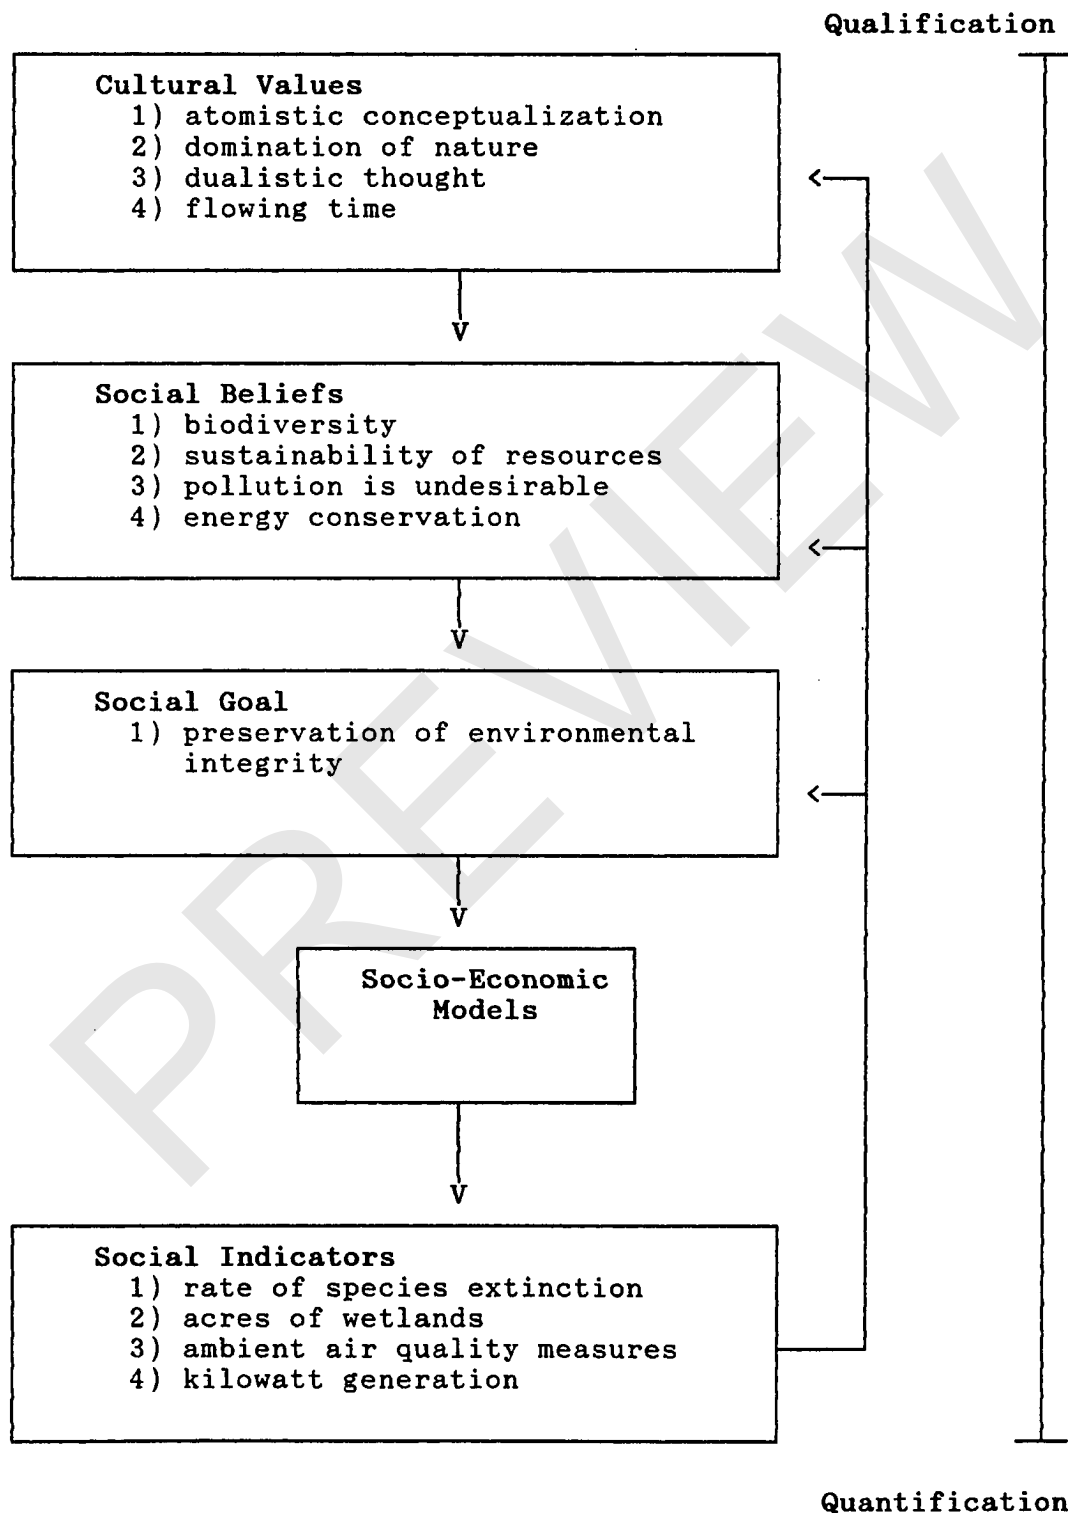 Qualification
Cultural Values
1) atomistic conceptualization
2) domination of nature
3) dualistic thought
4) flowing time
Social Beliefs
1) biodiversity
2) sustainability of resources
3) pollution is undesirable
4) energy conservation
Social Goal
1) preservation of environmental
integrity
Socio-Economic
Models
Social Indicators
1) rate of species extinction
2) acres of wetlands
3) ambient air quality measures
4) kilowatt generation
Quantification
PREVIEW